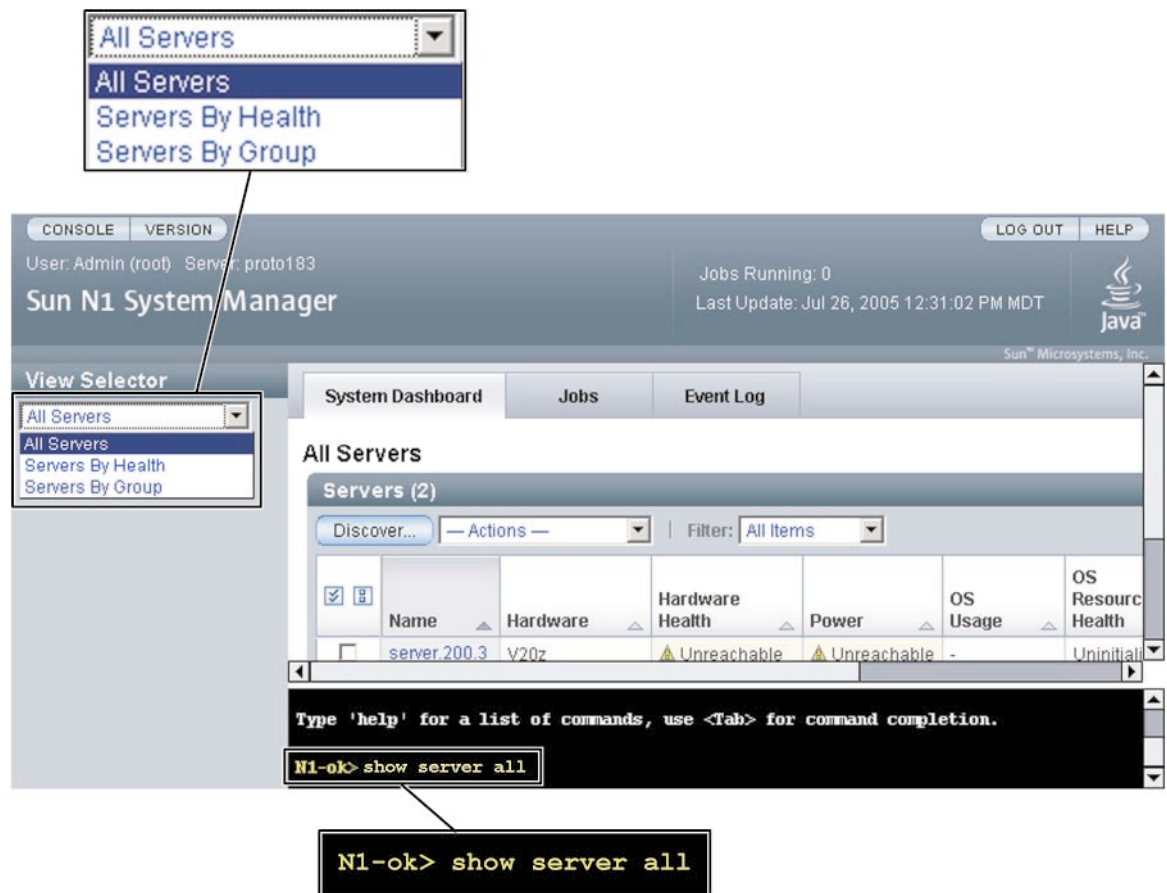 All Servers
All Servers
Servers By Health
Servers By Group
CONSOLE VERSION
LOG OUT HELP
User: Admin (root) Server: proto183
Sun N1 System Manager
Jobs Running: 0
Last Update: Jul 26, 2005 12:31:02 PM MDT
Java™
Sun™ Microsystems, Inc.
View Selector
All Servers
All Servers
Servers By Health
Servers By Group
System Dashboard Jobs Event Log
All Servers
Servers (2)
Discover... — Actions — Filter: All Items
Name Hardware Hardware Health Power OS Usage OS Resourc Health
server.200.3 V20z Unreachable Unreachable - Uninitiali
Type 'help' for a list of commands, use <Tab> for command completion.
N1-ok> show server all
N1-ok> show server all